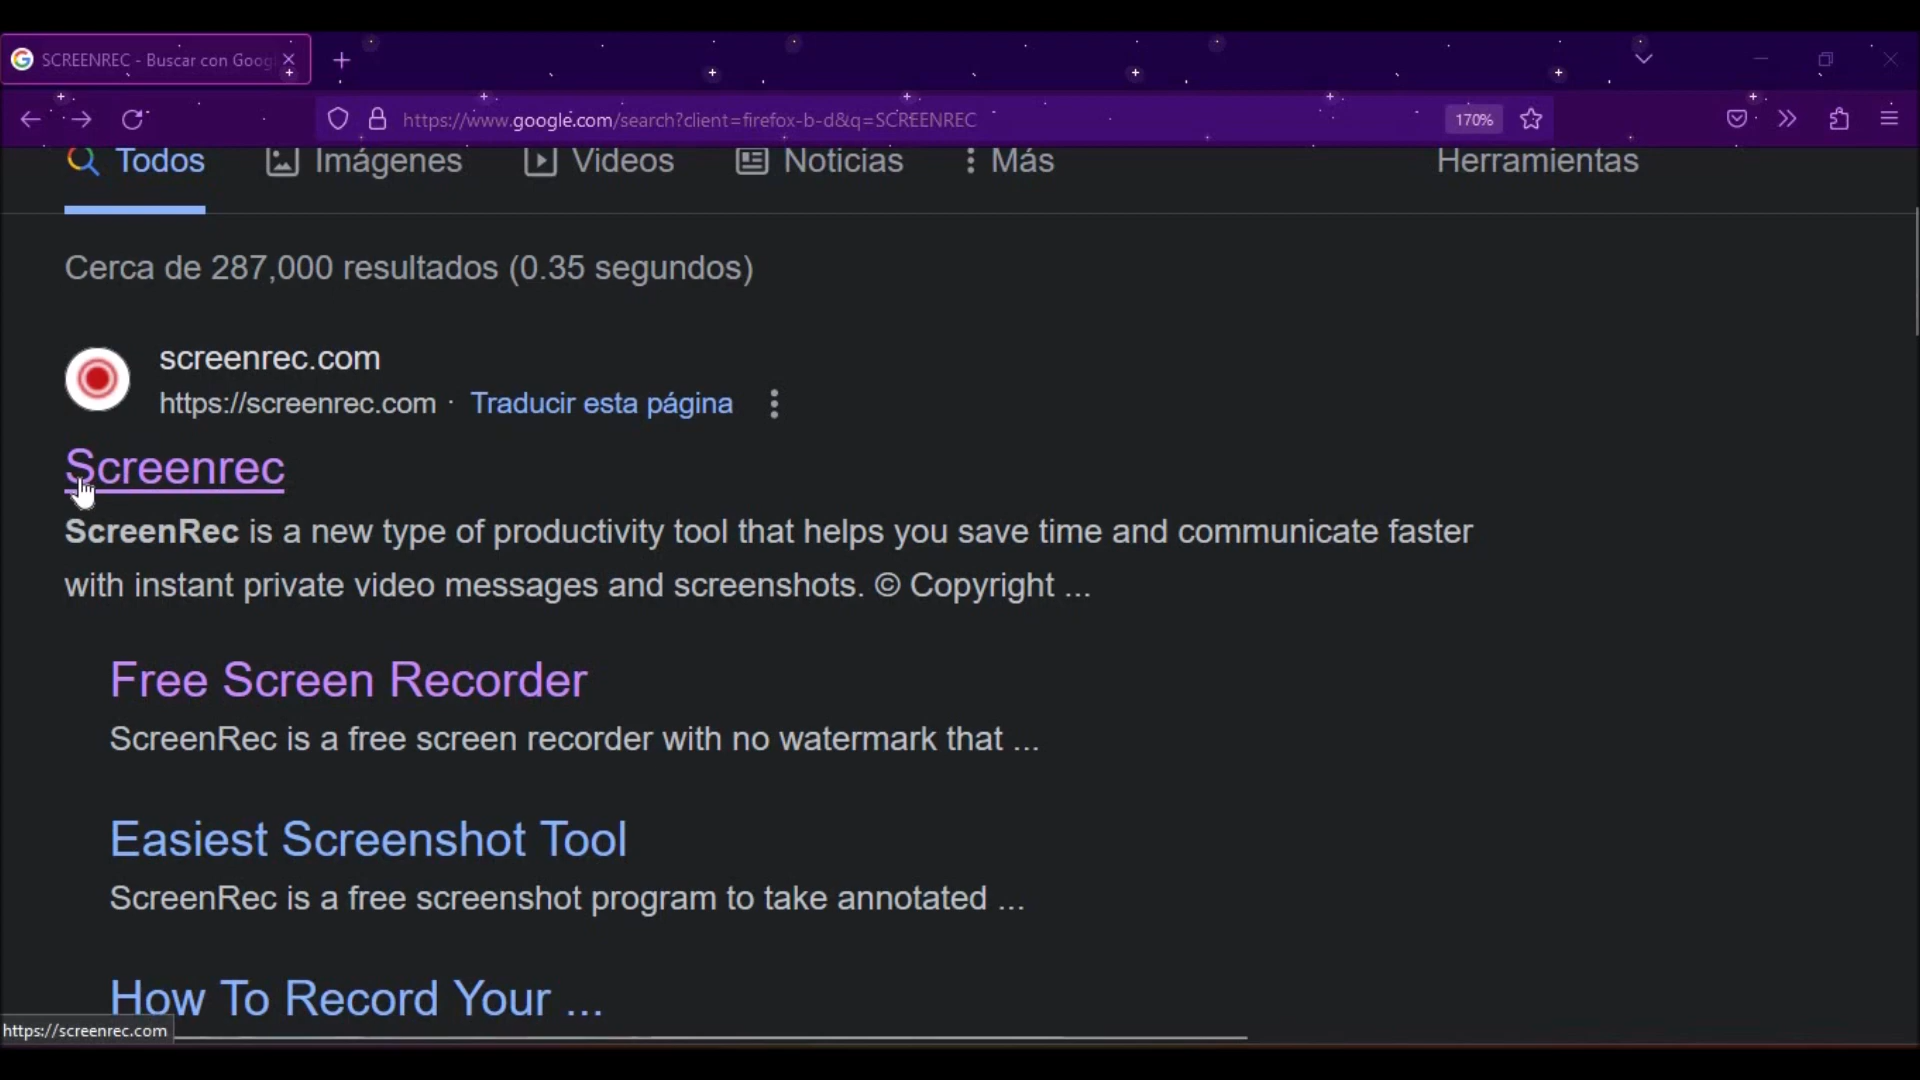 SCREENREC - Buscar con Goog
https://www.google.com/search?client=firefox-b-d&q=SCREENREC
170%
Todos
Imágenes
Videos
Noticias
Más
Herramientas
Cerca de 287,000 resultados (0.35 segundos)
screenrec.com
https://screenrec.com · Traducir esta página
Screenrec
ScreenRec is a new type of productivity tool that helps you save time and communicate faster
with instant private video messages and screenshots. © Copyright ...
Free Screen Recorder
ScreenRec is a free screen recorder with no watermark that ...
Easiest Screenshot Tool
ScreenRec is a free screenshot program to take annotated ...
How To Record Your ...
https://screenrec.com